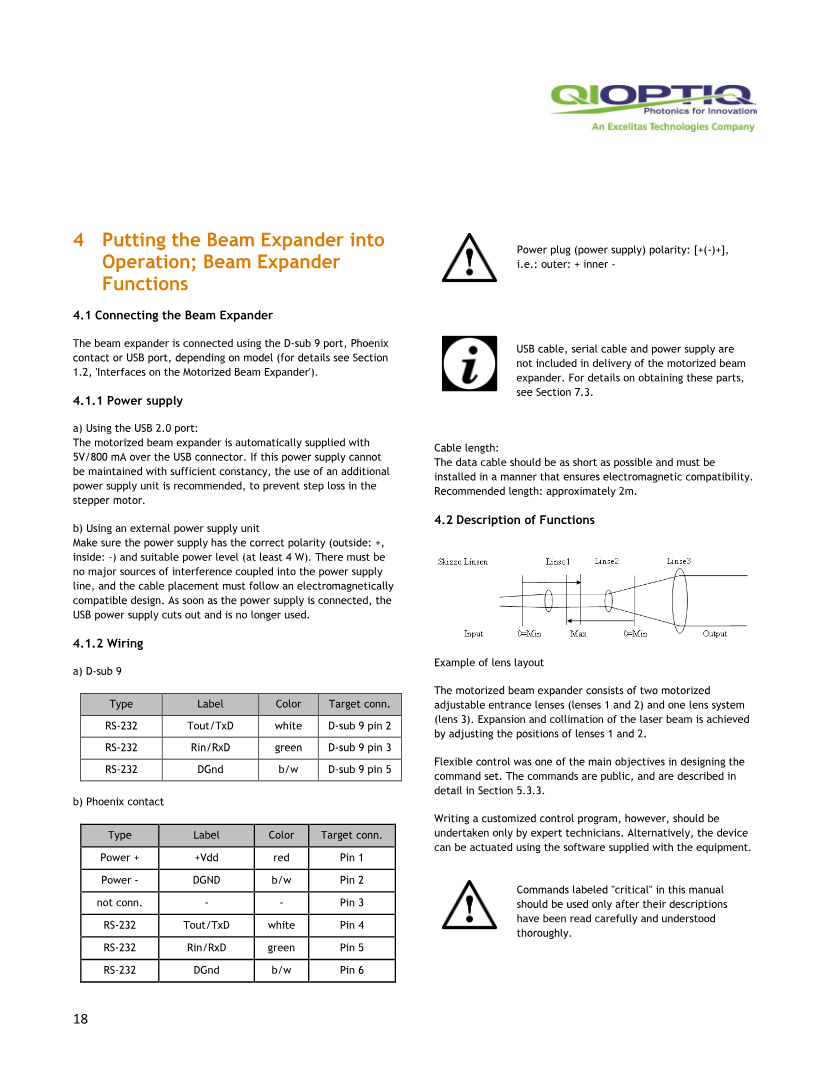 QIOPTIQ
Photonics for Innovation
An Excelitas Technologies Company
4 Putting the Beam Expander into
Operation; Beam Expander
Functions
4.1 Connecting the Beam Expander
The beam expander is connected using the D-sub 9 port, Phoenix
contact or USB port, depending on model (for details see Section
1.2, 'Interfaces on the Motorized Beam Expander').
4.1.1 Power supply
a) Using the USB 2.0 port:
The motorized beam expander is automatically supplied with
5V/800 mA over the USB connector. If this power supply cannot
be maintained with sufficient constancy, the use of an additional
power supply unit is recommended, to prevent step loss in the
stepper motor.
b) Using an external power supply unit
Make sure the power supply has the correct polarity (outside: +,
inside: -) and suitable power level (at least 4 W). There must be
no major sources of interference coupled into the power supply
line, and the cable placement must follow an electromagnetically
compatible design. As soon as the power supply is connected, the
USB power supply cuts out and is no longer used.
4.1.2 Wiring
a) D-sub 9
Type Label Color Target conn.
RS-232 Tout/TxD white D-sub 9 pin 2
RS-232 Rin/RxD green D-sub 9 pin 3
RS-232 DGnd b/w D-sub 9 pin 5
b) Phoenix contact
Type Label Color Target conn.
Power + +Vdd red Pin 1
Power - DGND b/w Pin 2
not conn. - - Pin 3
RS-232 Tout/TxD white Pin 4
RS-232 Rin/RxD green Pin 5
RS-232 DGnd b/w Pin 6
Power plug (power supply) polarity: [+(-)+],
i.e.: outer: + inner -
USB cable, serial cable and power supply are
not included in delivery of the motorized beam
expander. For details on obtaining these parts,
see Section 7.3.
Cable length:
The data cable should be as short as possible and must be
installed in a manner that ensures electromagnetic compatibility.
Recommended length: approximately 2m.
4.2 Description of Functions
Skizze Linsen Linse1 Linse2 Linse3
Input 0=Min Max 0=Min Output
Example of lens layout
The motorized beam expander consists of two motorized
adjustable entrance lenses (lenses 1 and 2) and one lens system
(lens 3). Expansion and collimation of the laser beam is achieved
by adjusting the positions of lenses 1 and 2.
Flexible control was one of the main objectives in designing the
command set. The commands are public, and are described in
detail in Section 5.3.3.
Writing a customized control program, however, should be
undertaken only by expert technicians. Alternatively, the device
can be actuated using the software supplied with the equipment.
Commands labeled "critical" in this manual
should be used only after their descriptions
have been read carefully and understood
thoroughly.
18